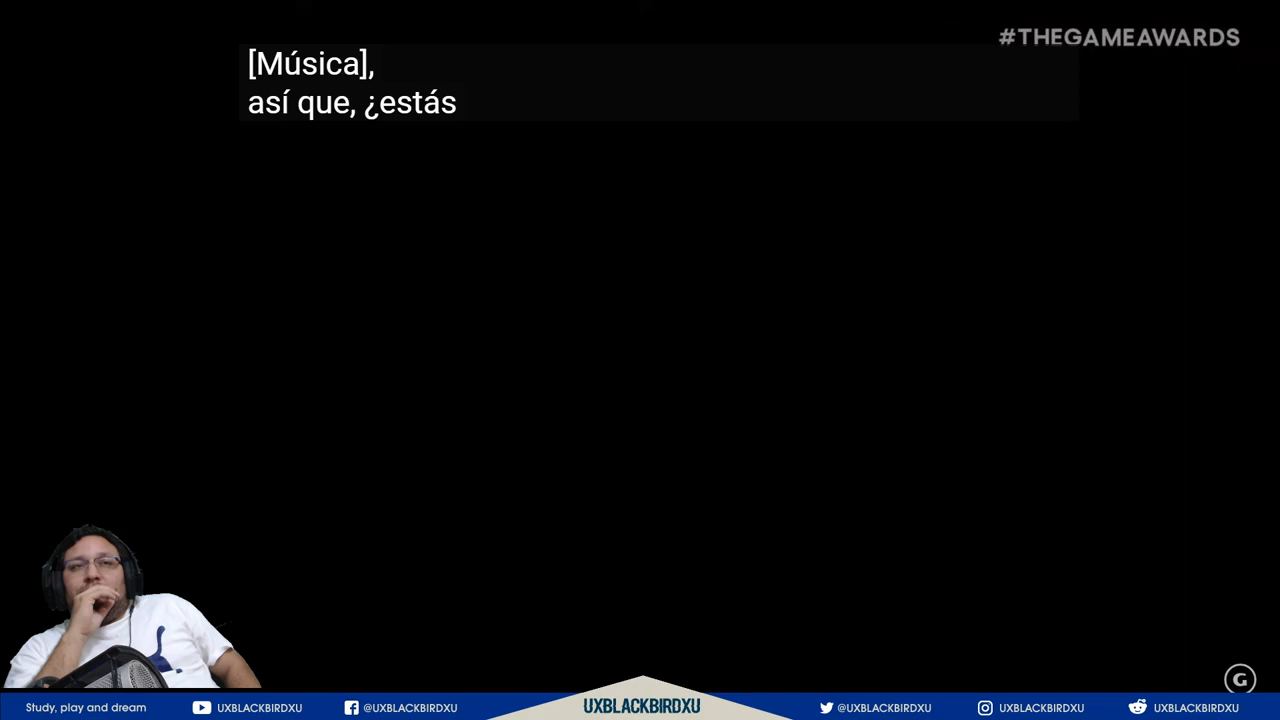 #THEGAMEAWARDS
[Música],
así que, ¿estás
G
Study, play and dream
UXBLACKBIRDXU
@UXBLACKBIRDXU
UXBLACKBIRDXU
@UXBLACKBIRDXU
UXBLACKBIRDXU
UXBLACKBIRDXU